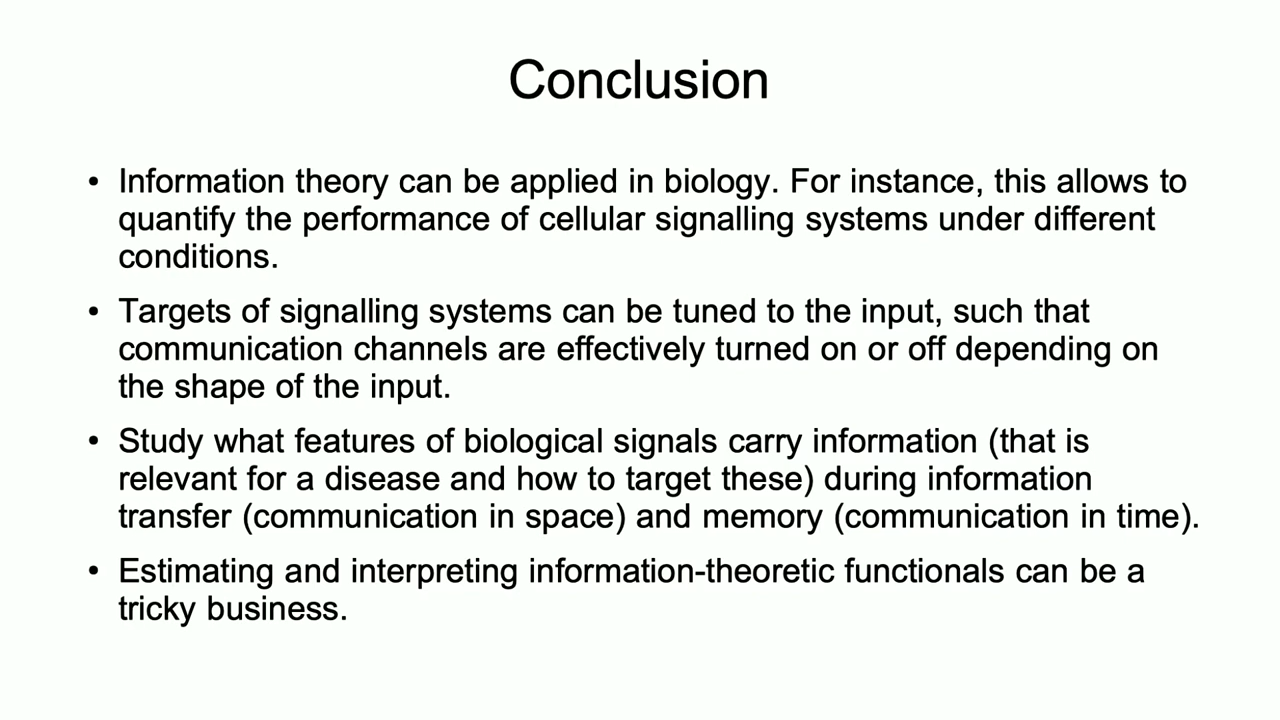 Conclusion
• Information theory can be applied in biology. For instance, this allows to
quantify the performance of cellular signalling systems under different
conditions.
• Targets of signalling systems can be tuned to the input, such that
communication channels are effectively turned on or off depending on
the shape of the input.
• Study what features of biological signals carry information (that is
relevant for a disease and how to target these) during information
transfer (communication in space) and memory (communication in time).
• Estimating and interpreting information-theoretic functionals can be a
tricky business.